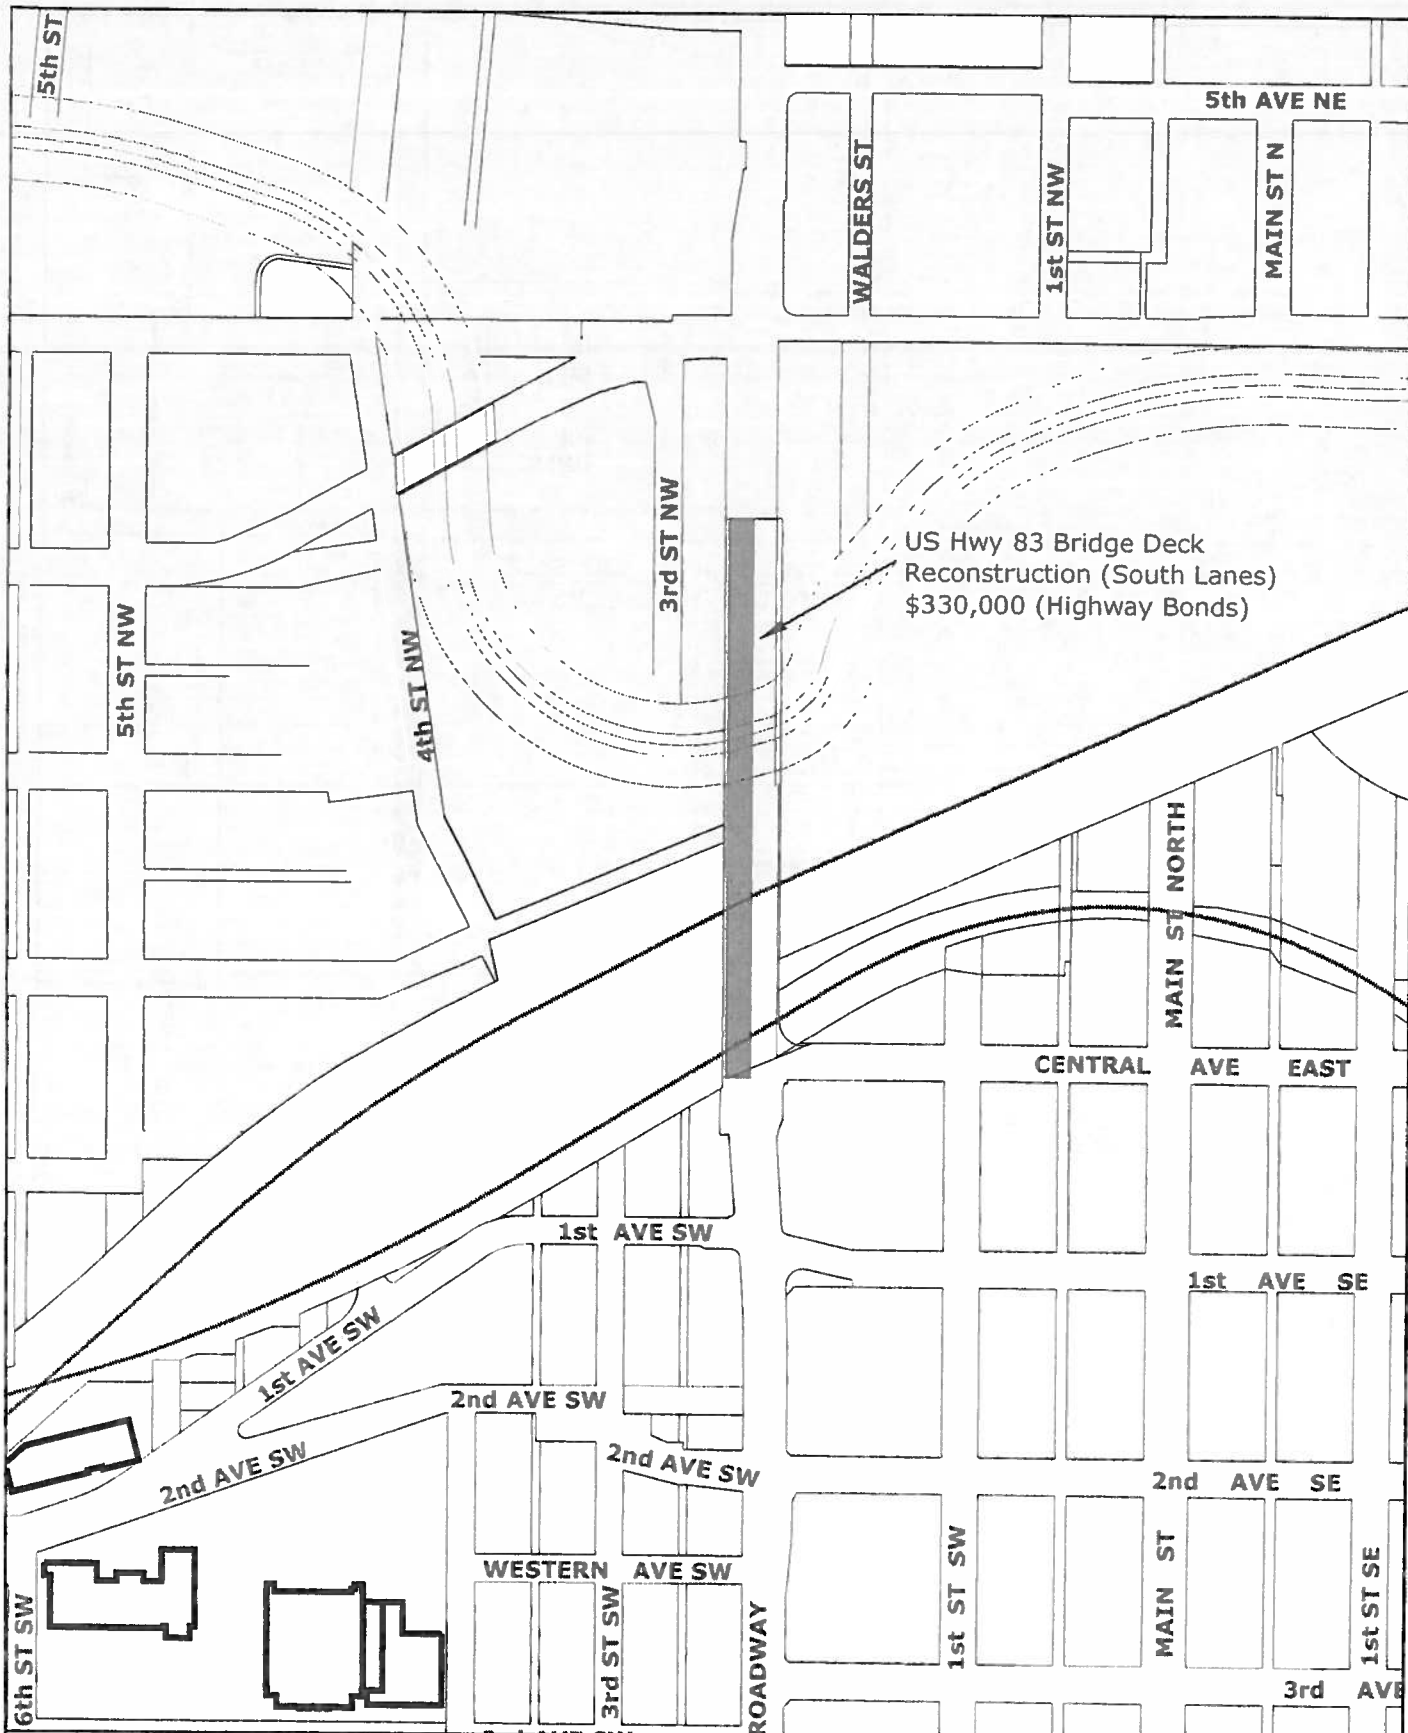 5th ST
5th AVE NE
WALDERS ST
1st ST NW
MAIN ST N
3rd ST NW
US Hwy 83 Bridge Deck
Reconstruction (South Lanes)
$330,000 (Highway Bonds)
5th ST NW
4th ST NW
MAIN ST NORTH
CENTRAL AVE EAST
1st AVE SW
1st AVE SE
1st AVE SW
2nd AVE SW
2nd AVE SW
2nd AVE SW
2nd AVE SE
WESTERN AVE SW
6th ST SW
3rd ST SW
ROADWAY
1st ST SW
MAIN ST
1st ST SE
3rd AVE